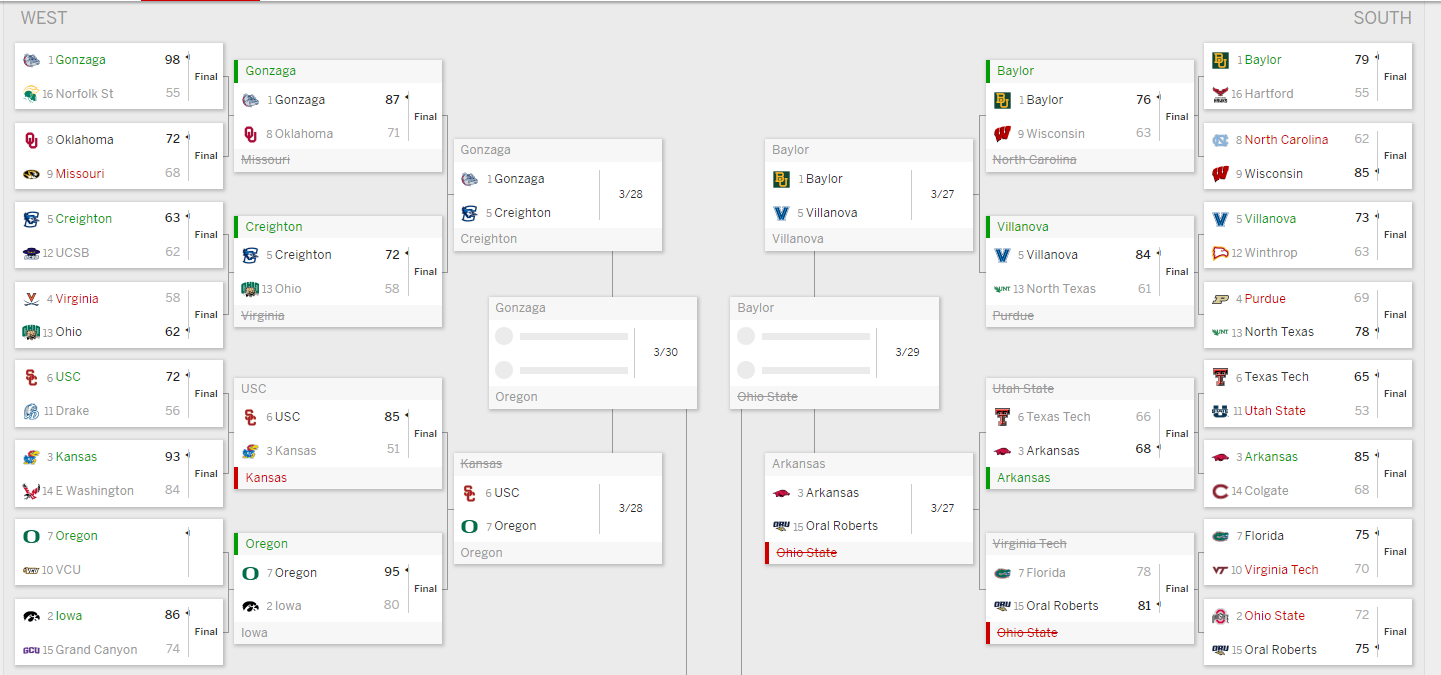 WEST
SOUTH
1 Gonzaga 98
Final
16 Norfolk St 55
8 Oklahoma 72
Final
9 Missouri 68
5 Creighton 63
Final
12 UCSB 62
4 Virginia 58
Final
13 Ohio 62
6 USC 72
Final
11 Drake 56
3 Kansas 93
Final
14 E Washington 84
7 Oregon
10 VCU
2 Iowa 86
Final
15 Grand Canyon 74
Gonzaga
1 Gonzaga 87
Final
8 Oklahoma 71
Missouri
Creighton
5 Creighton 72
Final
13 Ohio 58
Virginia
USC
6 USC 85
Final
3 Kansas 51
Kansas
Oregon
7 Oregon 95
Final
2 Iowa 80
Iowa
Gonzaga
1 Gonzaga
3/28
5 Creighton
Creighton
Gonzaga
3/30
Oregon
Kansas
6 USC
3/28
7 Oregon
Oregon
Baylor
1 Baylor
3/27
5 Villanova
Villanova
Baylor
3/29
Ohio State
Arkansas
3 Arkansas
3/27
15 Oral Roberts
Ohio State
Baylor
1 Baylor 76
Final
9 Wisconsin 63
North Carolina
Villanova
5 Villanova 84
Final
13 North Texas 61
Purdue
Utah State
6 Texas Tech 66
Final
3 Arkansas 68
Arkansas
Virginia Tech
7 Florida 78
Final
15 Oral Roberts 81
Ohio State
1 Baylor 79
Final
16 Hartford 55
8 North Carolina 62
Final
9 Wisconsin 85
5 Villanova 73
Final
12 Winthrop 63
4 Purdue 69
Final
13 North Texas 78
6 Texas Tech 65
Final
11 Utah State 53
3 Arkansas 85
Final
14 Colgate 68
7 Florida 75
Final
10 Virginia Tech 70
2 Ohio State 72
Final
15 Oral Roberts 75